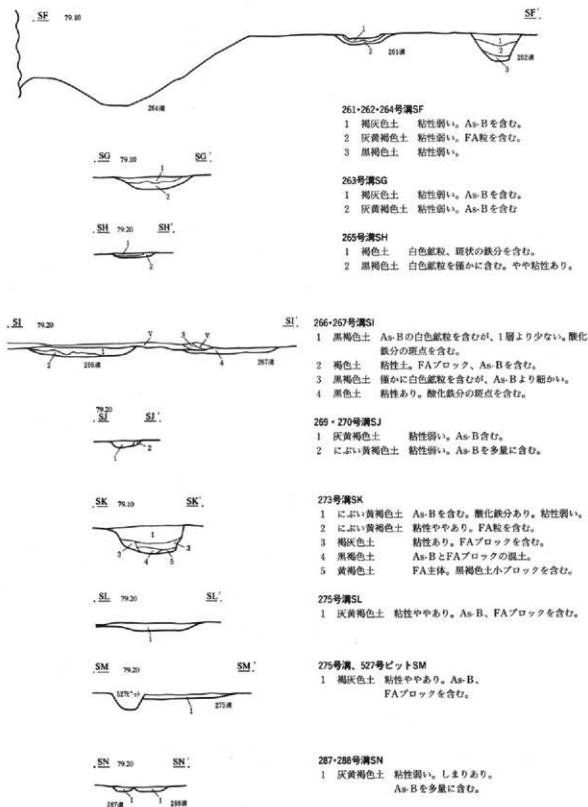 SF 79.10 SF'
1
2 261溝
1
2
3
262溝
264溝
261・262・264号溝SF
1 褐灰色土 粘性弱い。As-Bを含む。
2 灰黄褐色土 粘性弱い。FA粒を含む。
3 黒褐色土 粘性弱い。
SG 79.10 SG'
1
2
263号溝SG
1 褐灰色土 粘性弱い。As-Bを含む。
2 灰黄褐色土 粘性弱い。As-Bを含む
SH 79.20 SH'
1
2
265号溝SH
1 褐色土 白色鉱粒、斑状の鉄分を含む。
2 黒褐色土 白色鉱粒を僅かに含む。やや粘性あり。
SI 79.20 SI'
V 3 V
2 266溝 1 4 267溝
266・267号溝SI
1 黒褐色土 As-Bの白色鉱粒を含むが、1層より少ない。酸化
鉄分の斑点を含む。
2 褐色土 粘性土。FAブロック、As-Bを含む。
3 黒褐色土 僅かに白色鉱粒を含むが、As-Bより細かい。
4 黒色土 粘性あり。酸化鉄分の斑点を含む。
79.20
SJ SJ'
1 2
269・270号溝SJ
1 灰黄褐色土 粘性弱い。As-B含む。
2 にぶい黄褐色土 粘性弱い。As-Bを多量に含む。
SK 79.10 SK'
1
2 3
4 5
273号溝SK
1 にぶい黄褐色土 As-Bを含む。酸化鉄分あり。粘性弱い。
2 にぶい黄褐色土 粘性ややあり。FA粒を含む。
3 褐灰色土 粘性あり。FAブロックを含む。
4 黒褐色土 As-BとFAブロックの混土。
5 黄褐色土 FA主体。黒褐色土小ブロックを含む。
SL 79.20 SL'
1
275号溝SL
1 灰黄褐色土 粘性ややあり。As-B、FAブロックを含む。
SM 79.20 SM'
527ピット
1 275溝
275号溝、527号ピットSM
1 褐灰色土 粘性ややあり。As-B、
FAブロックを含む。
SN 79.20 SN'
287溝 1 1 288溝
287・288号溝SN
1 灰黄褐色土 粘性弱い。しまりあり。
As-Bを多量に含む。